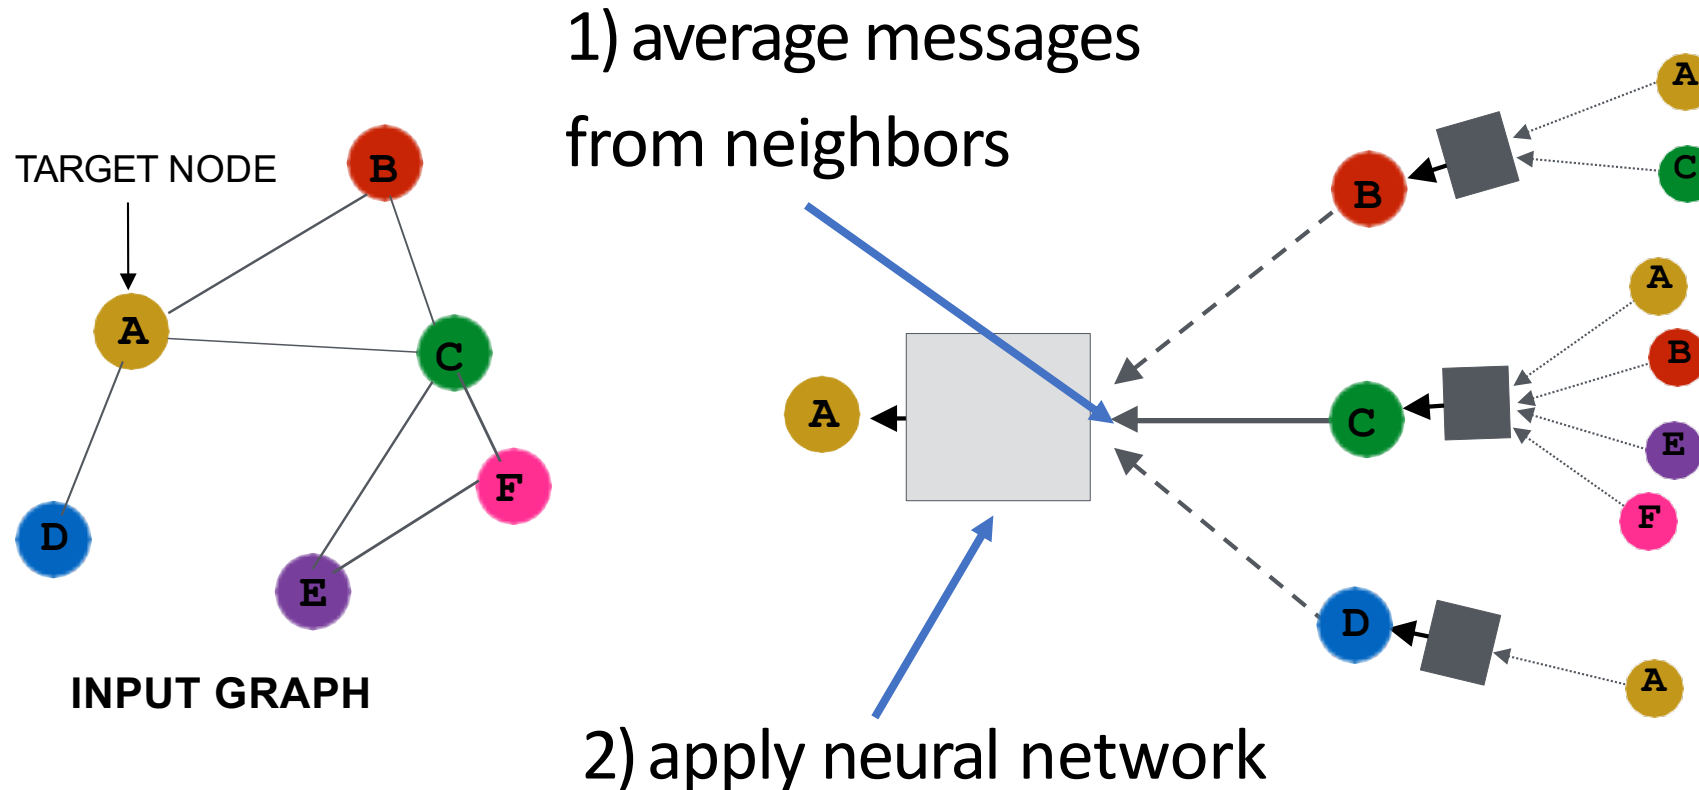 1) average messages
from neighbors
TARGET NODE
B
A
C
F
D
E
INPUT GRAPH
A
B
C
D
A
C
A
B
E
F
A
2) apply neural network